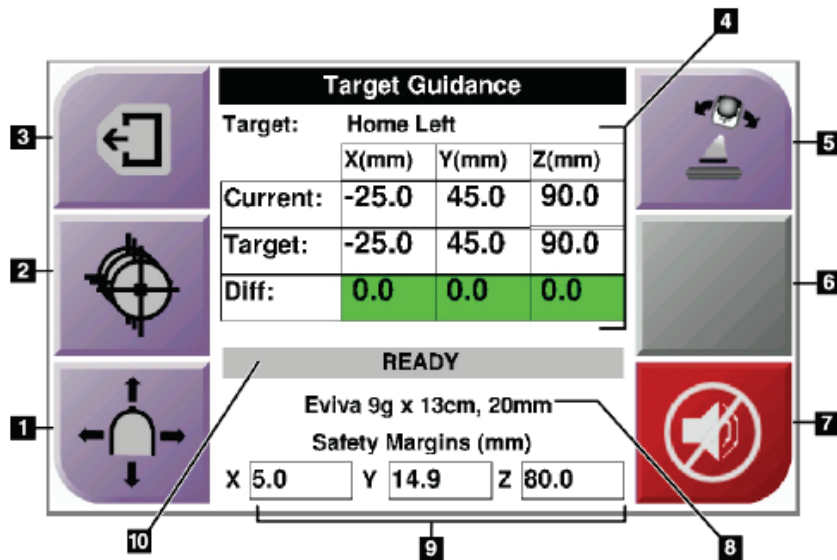 Target Guidance
Target: Home Left
X(mm) Y(mm) Z(mm)
Current: -25.0 45.0 90.0
Target: -25.0 45.0 90.0
Diff: 0.0 0.0 0.0
READY
Eviva 9g x 13cm, 20mm
Safety Margins (mm)
X 5.0 Y 14.9 Z 80.0
3
2
1
4
5
6
7
10
9
8